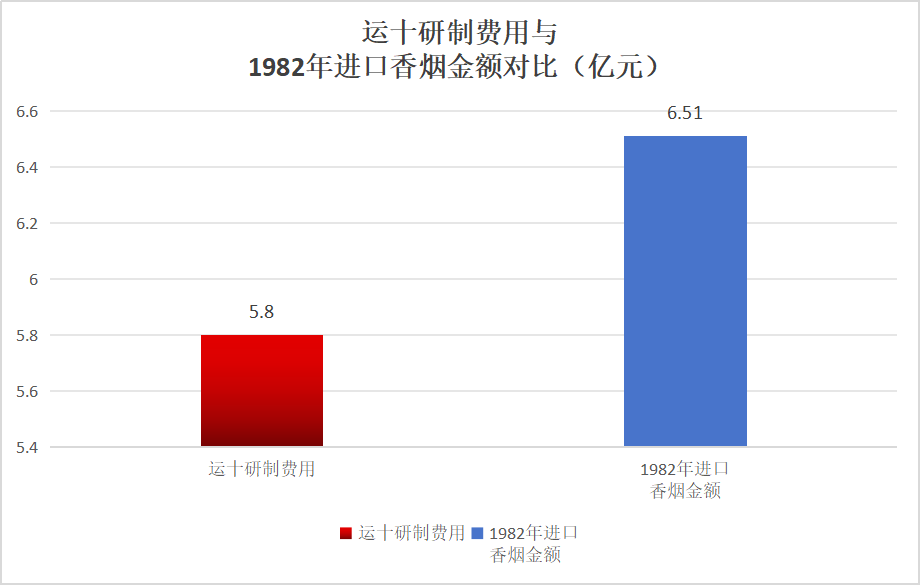 运十研制费用与
1982年进口香烟金额对比（亿元）
6.6
6.4
6.2
6
5.8
5.6
5.4
5.8
6.51
运十研制费用
1982年进口
香烟金额
运十研制费用
1982年进口
香烟金额